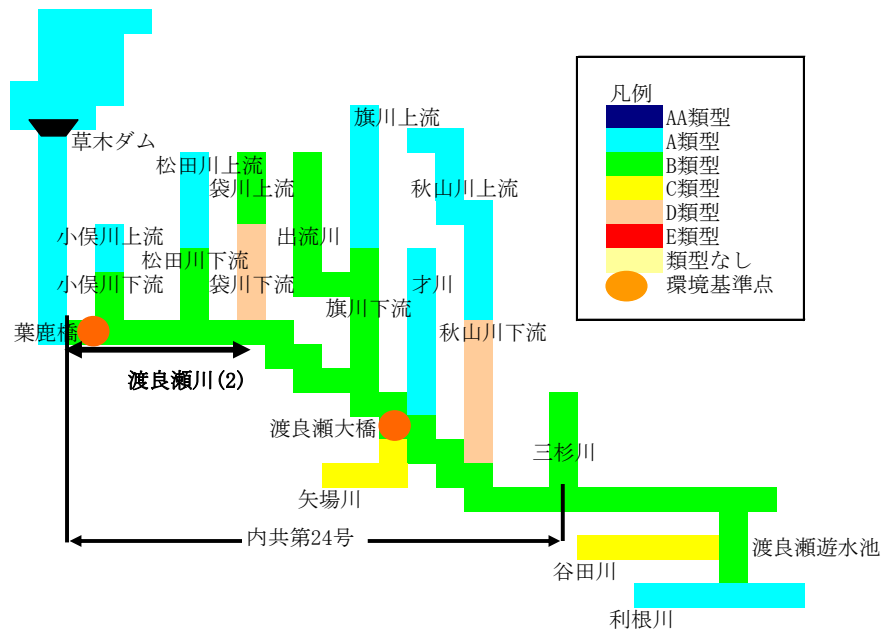 凡例
AA類型
A類型
B類型
C類型
D類型
E類型
類型なし
環境基準点
旗川上流
草木ダム
松田川上流
袋川上流
秋山川上流
小俣川上流
出流川
松田川下流
小俣川下流
袋川下流
才川
旗川下流
葉鹿橋
秋山川下流
渡良瀬川(2)
渡良瀬大橋
三杉川
矢場川
内共第24号
渡良瀬遊水池
谷田川
利根川